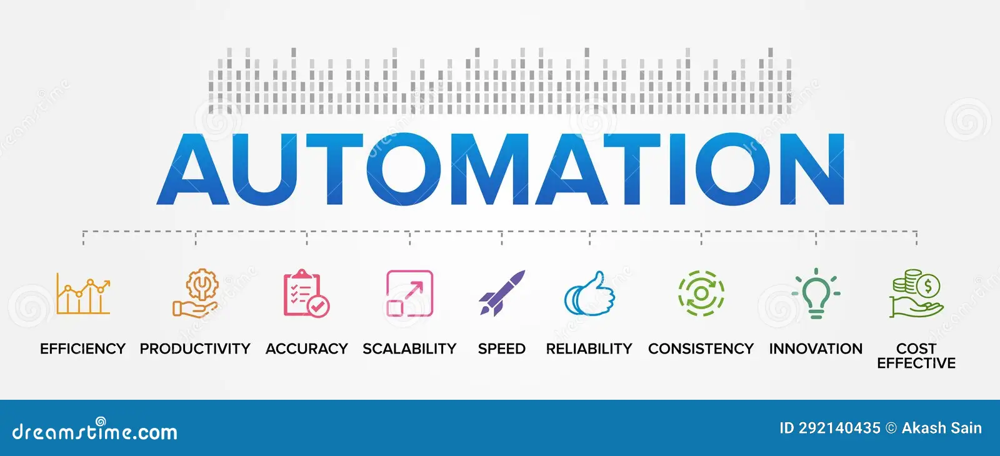 AUTOMATION
EFFICIENCY PRODUCTIVITY ACCURACY SCALABILITY SPEED RELIABILITY CONSISTENCY INNOVATION COST EFFECTIVE
dreamstime.com
ID 292140435 © Akash Sain